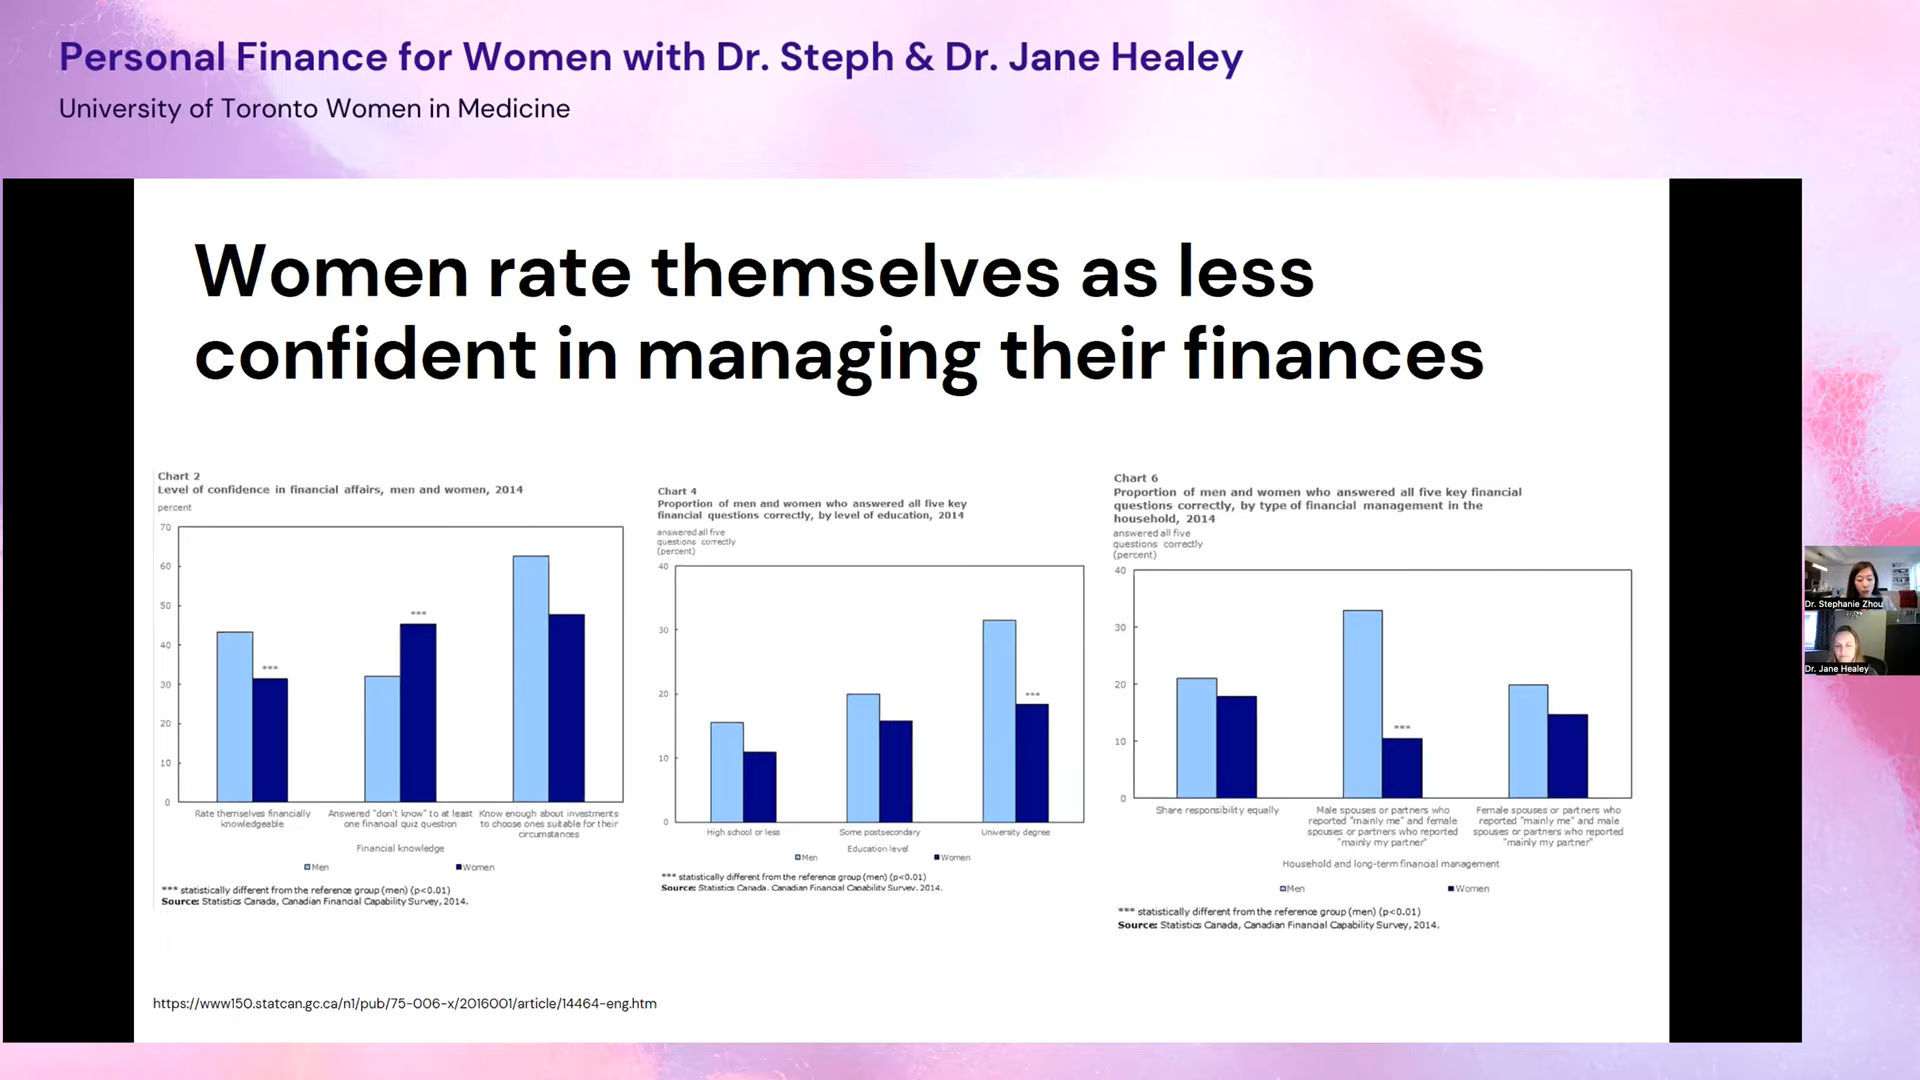 Personal Finance for Women with Dr. Steph & Dr. Jane Healey
University of Toronto Women in Medicine
Women rate themselves as less
confident in managing their finances
Chart 2
Level of confidence in financial affairs, men and women, 2014
percent
70
60
50
40
30
20
10
0
***
***
Rate themselves financially
knowledgeable
Answered "don't know" to at least
one financial quiz question
Know enough about investments
to choose ones suitable for their
circumstances
Financial knowledge
Men
Women
*** statistically different from the reference group (men) (p<0.01)
Source: Statistics Canada, Canadian Financial Capability Survey, 2014.
Chart 4
Proportion of men and women who answered all five key
financial questions correctly, by level of education, 2014
answered all five
questions correctly
(percent)
40
30
20
10
0
***
High school or less
Some postsecondary
University degree
Education level
Men
Women
*** statistically different from the reference group (men) (p<0.01)
Source: Statistics Canada, Canadian Financial Capability Survey, 2014.
Chart 6
Proportion of men and women who answered all five key financial
questions correctly, by type of financial management in the
household, 2014
answered all five
questions correctly
(percent)
40
30
20
10
0
***
Share responsibility equally
Male spouses or partners who
reported "mainly me" and female
spouses or partners who reported
"mainly my partner"
Female spouses or partners who
reported "mainly me" and male
spouses or partners who reported
"mainly my partner"
Household and long-term financial management
Men
Women
*** statistically different from the reference group (men) (p<0.01)
Source: Statistics Canada, Canadian Financial Capability Survey, 2014.
https://www150.statcan.gc.ca/n1/pub/75-006-x/2016001/article/14464-eng.htm
Dr. Stephanie Zhou
Dr. Jane Healey